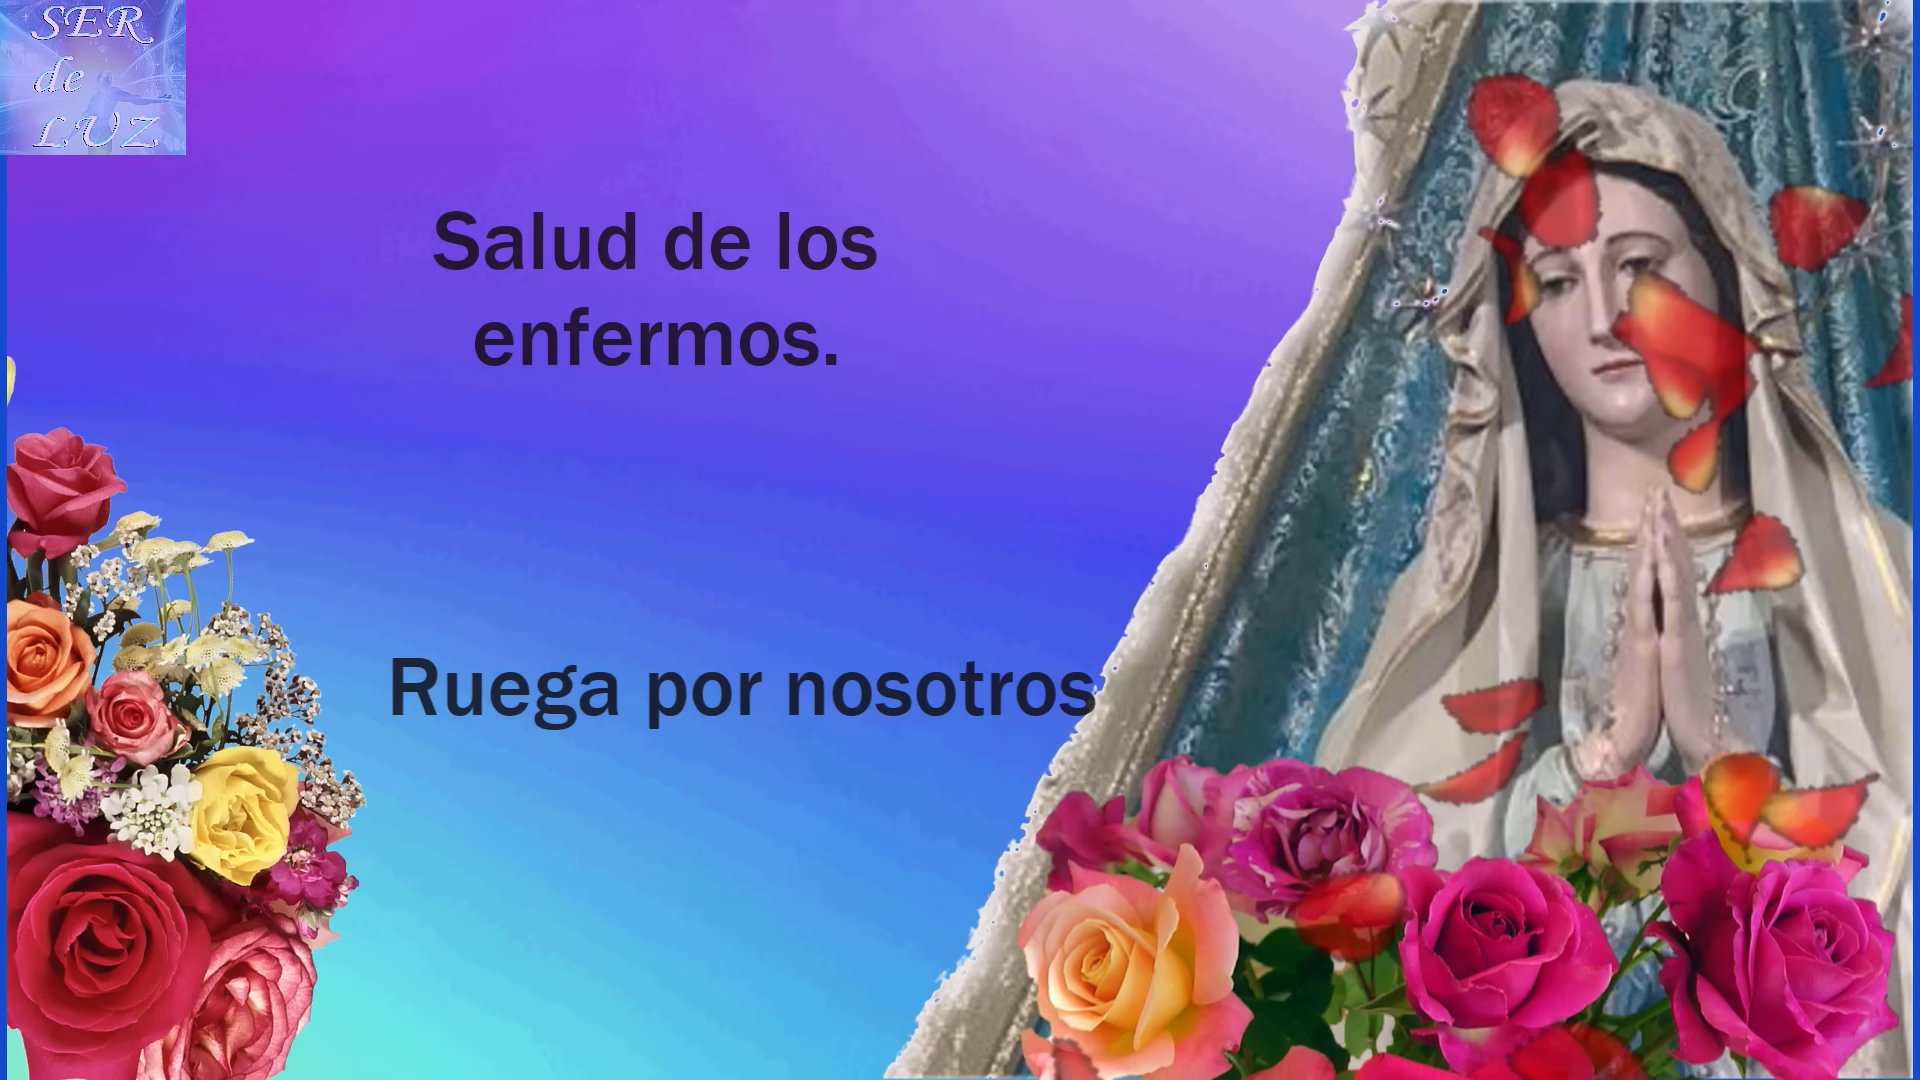 SER
de
LUZ
Salud de los
enfermos.
Ruega por nosotros